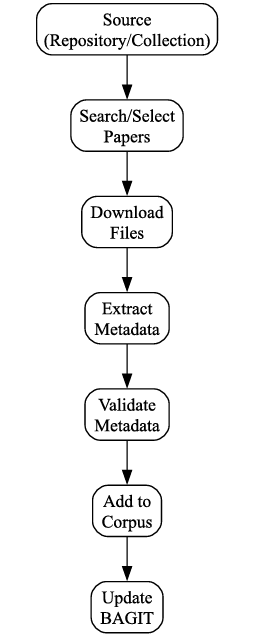 Source
(Repository/Collection)
Search/Select
Papers
Download
Files
Extract
Metadata
Validate
Metadata
Add to
Corpus
Update
BAGIT